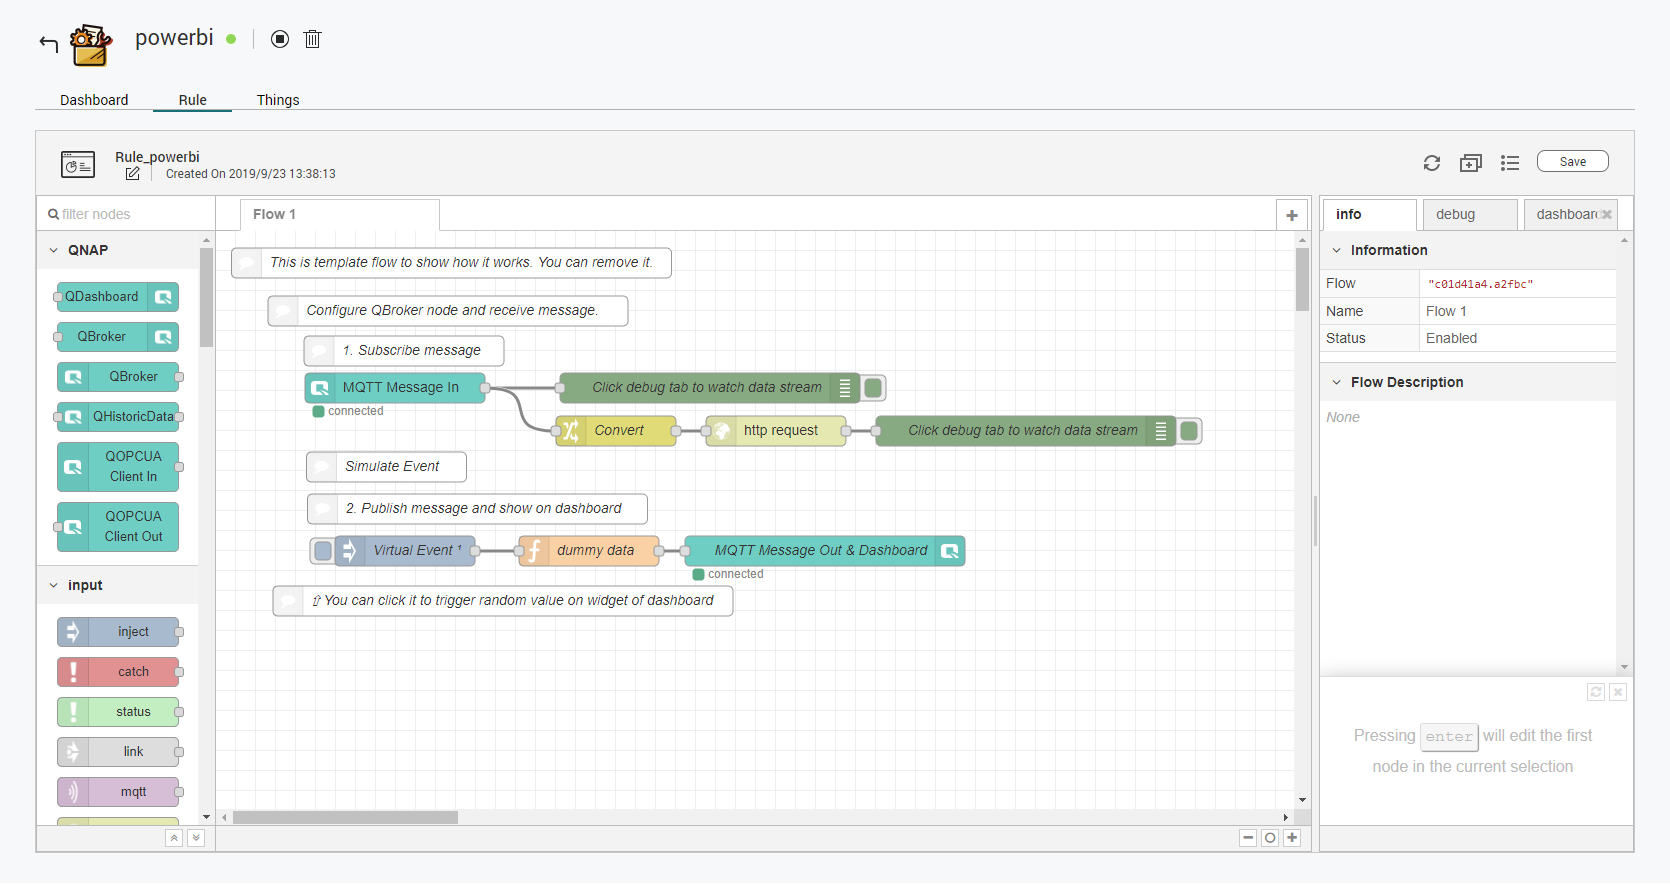 powerbi
Dashboard Rule Things
Rule_powerbi
Created On 2019/9/23 13:38:13
Save
filter nodes
Flow 1
info debug dashboar
QNAP
QDashboard
QBroker
QBroker
QHistoricData
QOPCUA
Client In
QOPCUA
Client Out
input
inject
catch
status
link
mqtt
This is template flow to show how it works. You can remove it.
Configure QBroker node and receive message.
1. Subscribe message
MQTT Message In
Click debug tab to watch data stream
connected
Convert
http request
Click debug tab to watch data stream
Simulate Event
2. Publish message and show on dashboard
Virtual Event ¹
dummy data
MQTT Message Out & Dashboard
connected
⇧ You can click it to trigger random value on widget of dashboard
Information
Flow "c01d41a4.a2fbc"
Name Flow 1
Status Enabled
Flow Description
None
Pressing enter will edit the first
node in the current selection